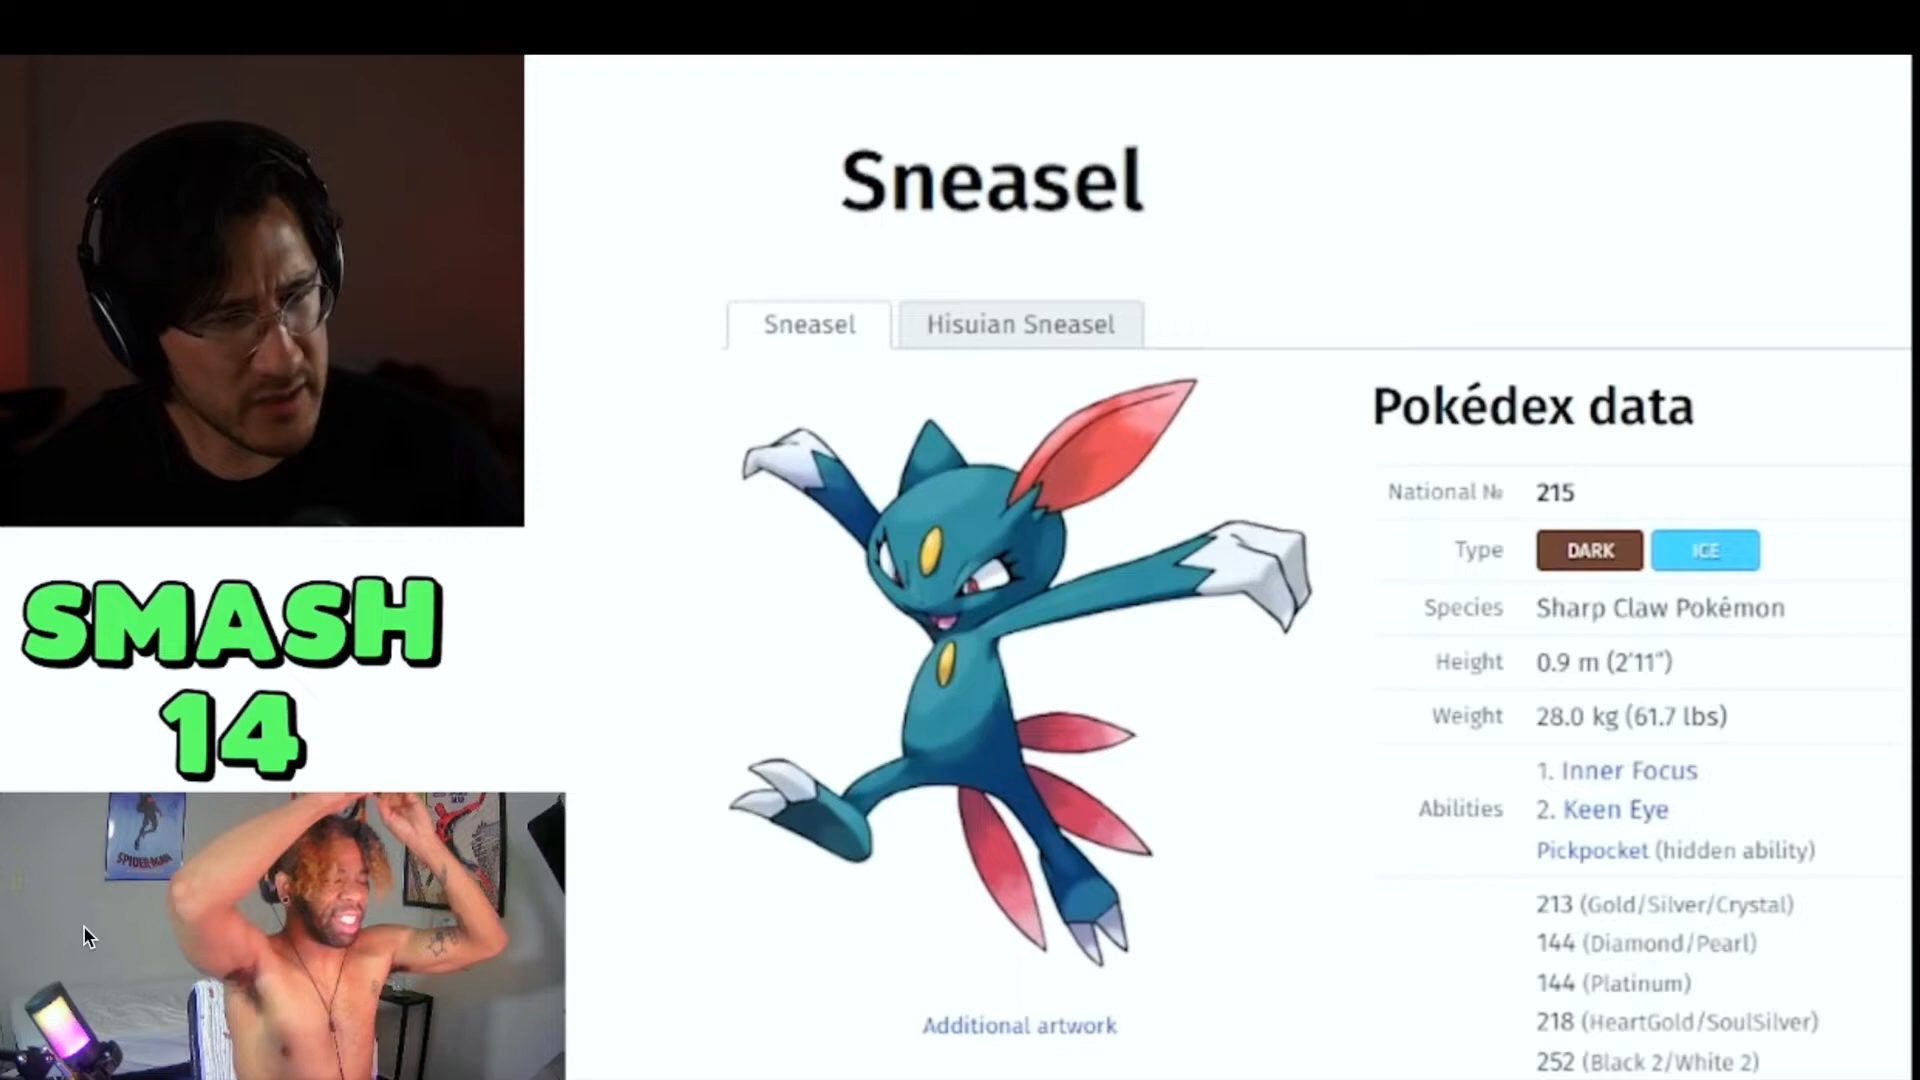 Sneasel
Sneasel
Hisuian Sneasel
Pokédex data
National № 215
Type DARK ICE
Species Sharp Claw Pokémon
Height 0.9 m (2′11″)
Weight 28.0 kg (61.7 lbs)
Abilities
1. Inner Focus
2. Keen Eye
Pickpocket (hidden ability)
213 (Gold/Silver/Crystal)
144 (Diamond/Pearl)
144 (Platinum)
218 (HeartGold/SoulSilver)
252 (Black 2/White 2)
Additional artwork
SMASH
14
SPIDER-MAN